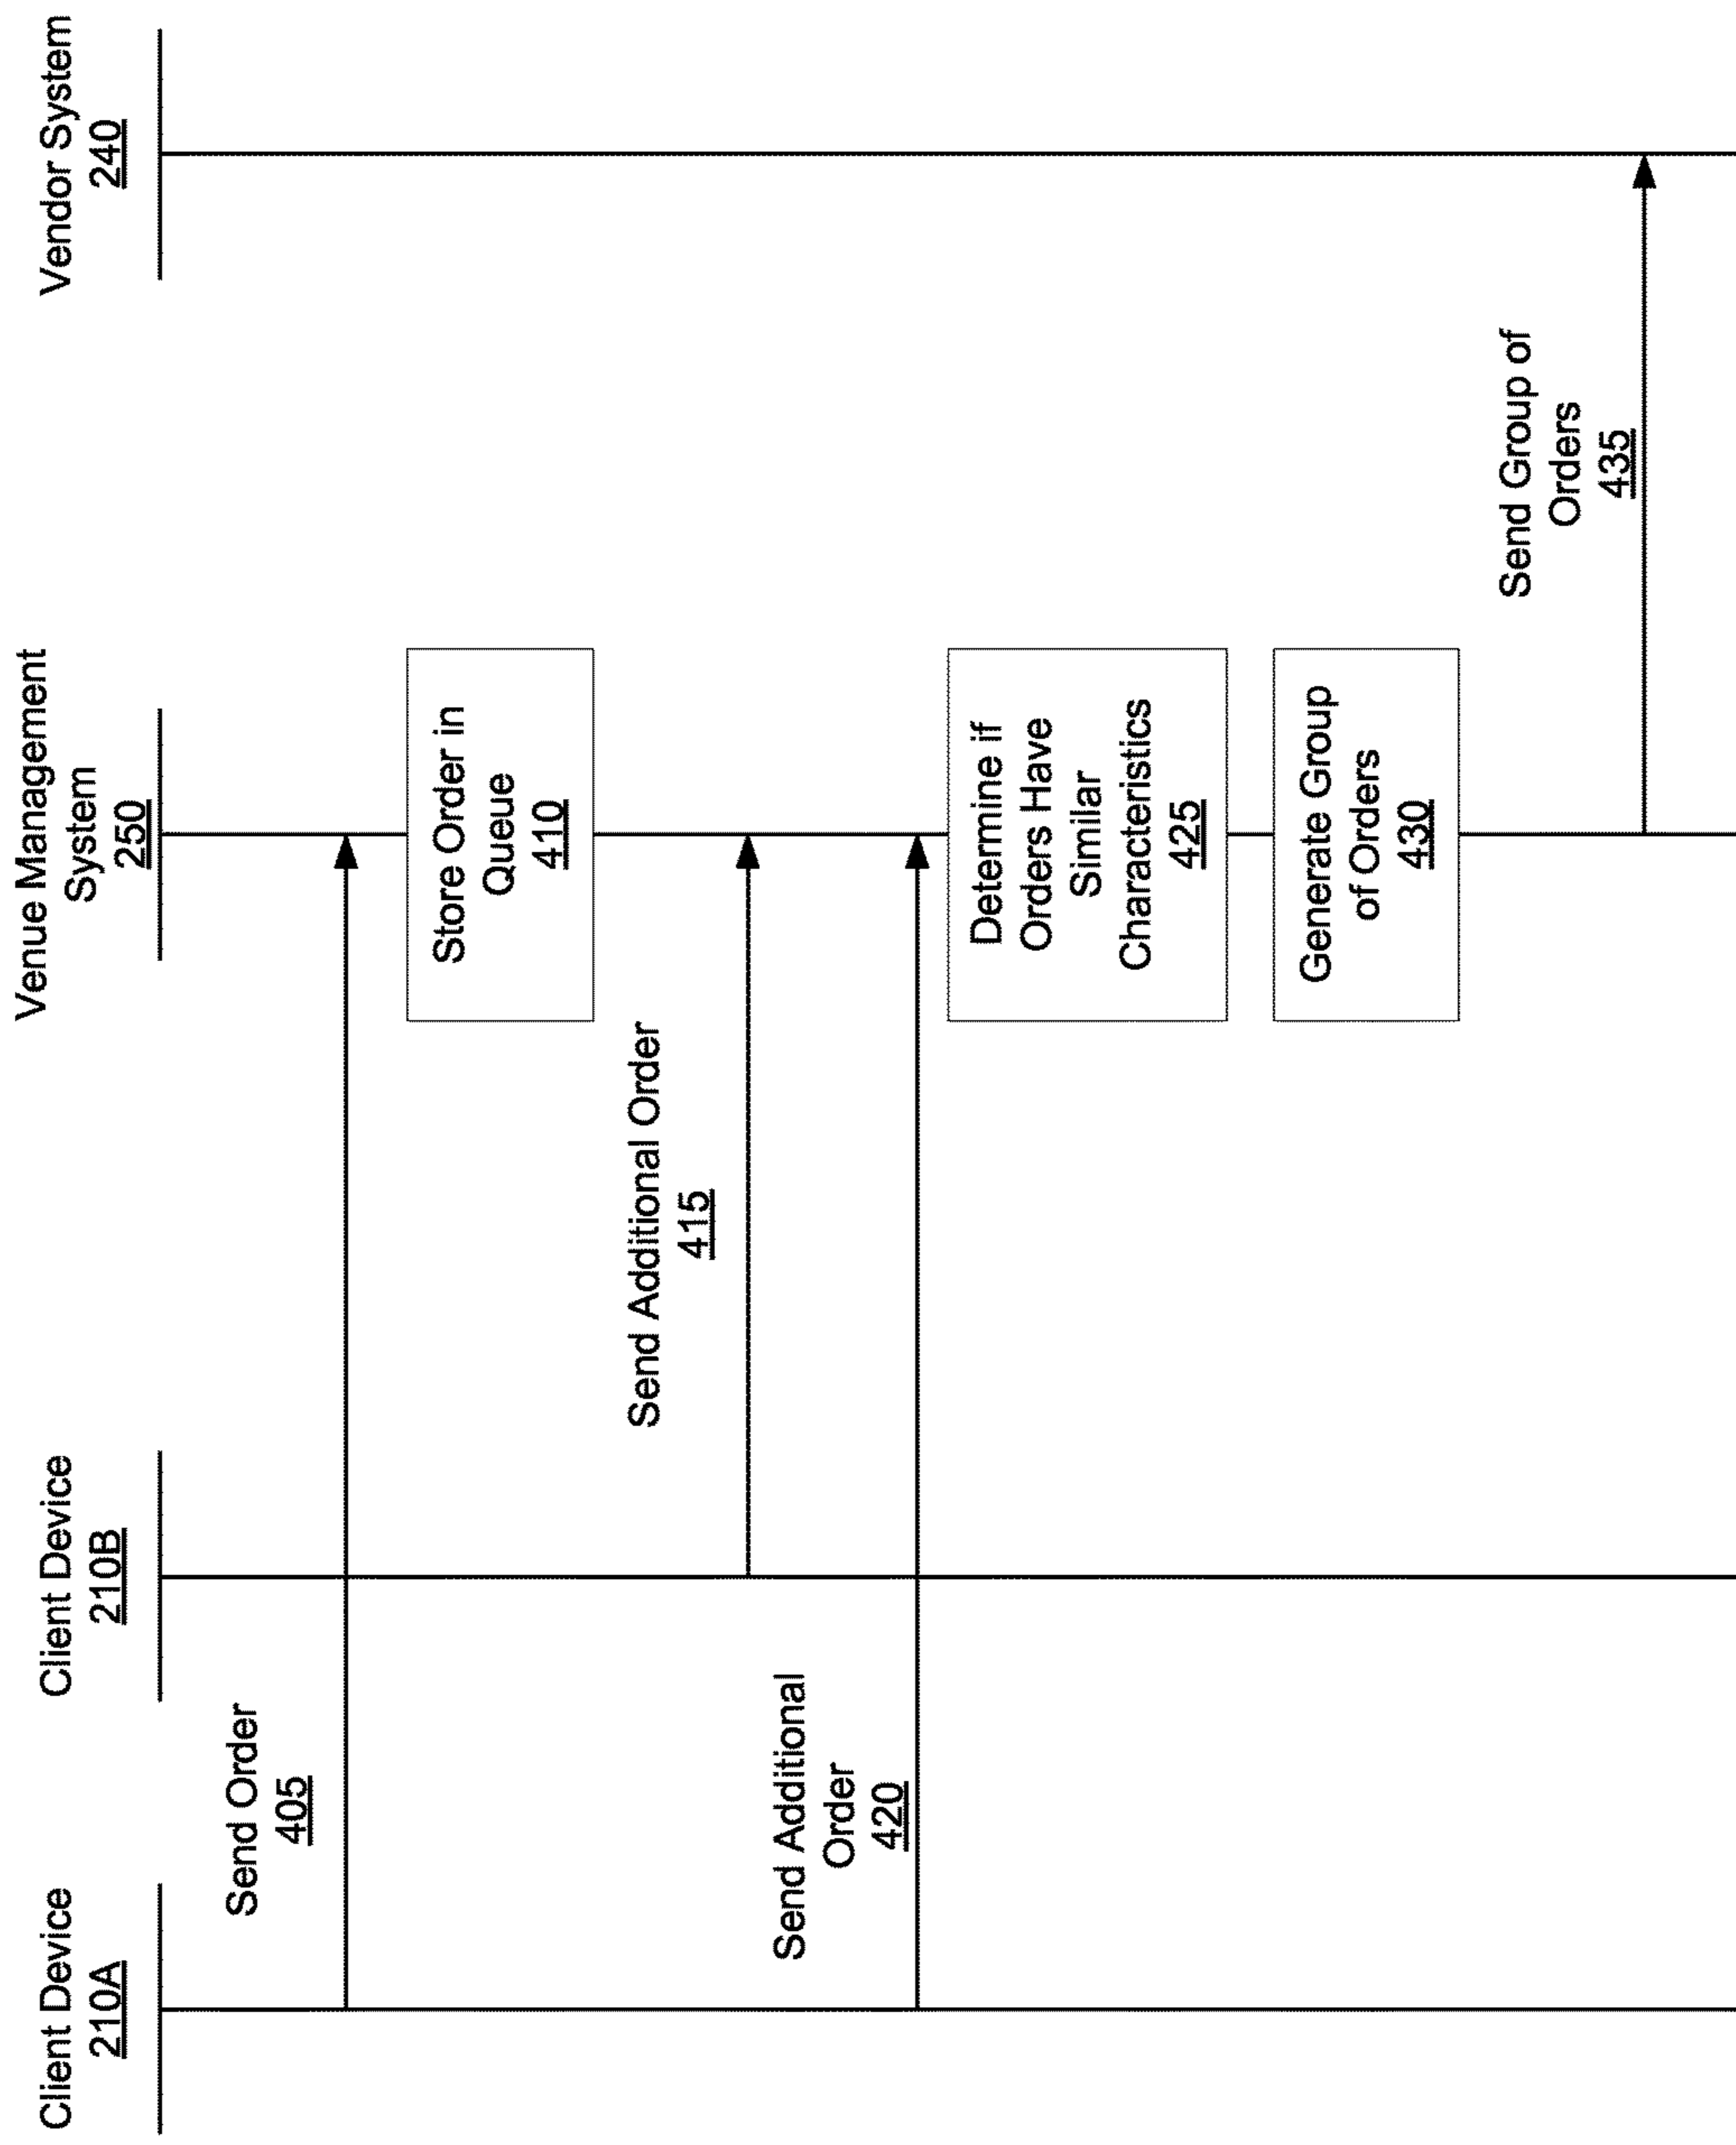 Client Device
210A
Client Device
210B
Venue Management
System
250
Vendor System
240
Send Order
405
Store Order in
Queue
410
Send Additional Order
415
Send Additional
Order
420
Determine if
Orders Have
Similar
Characteristics
425
Generate Group
of Orders
430
Send Group of
Orders
435